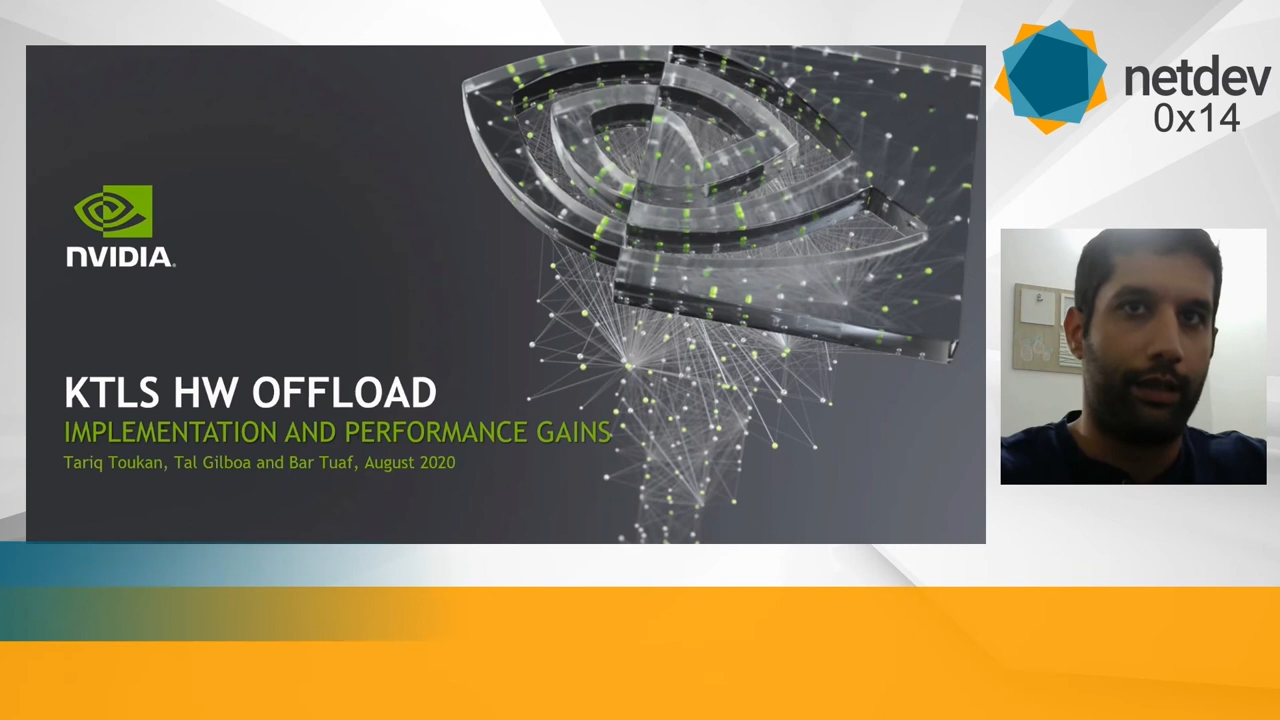 netdev
0x14
NVIDIA.
KTLS HW OFFLOAD
IMPLEMENTATION AND PERFORMANCE GAINS
Tariq Toukan, Tal Gilboa and Bar Tuaf, August 2020